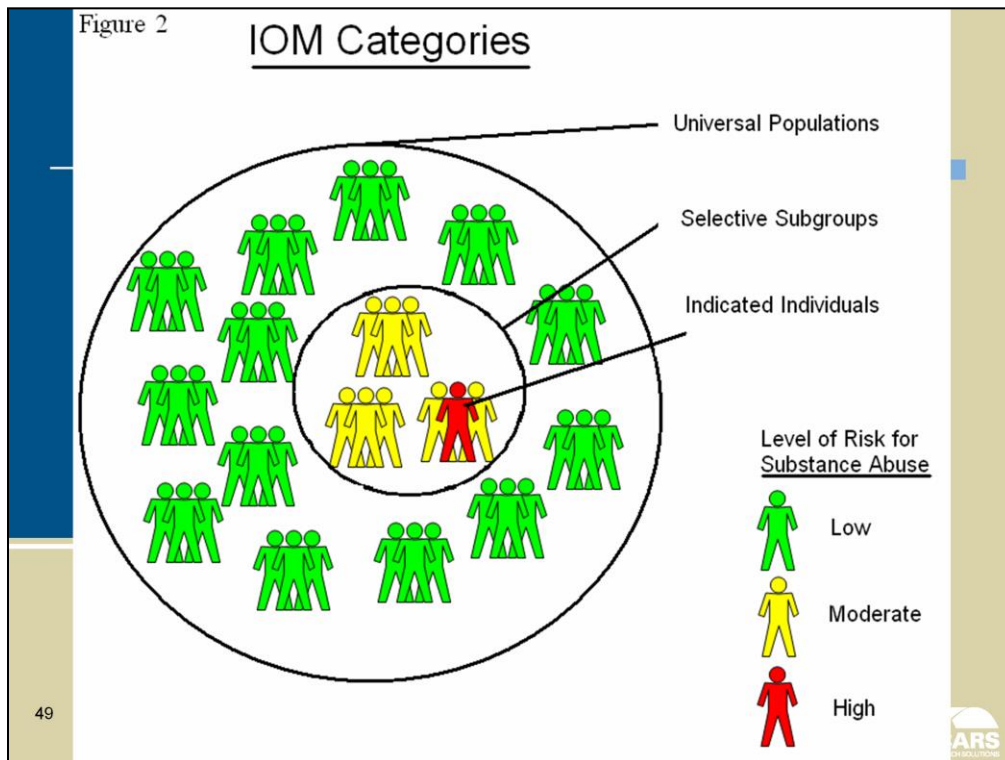 Figure 2
IOM Categories
Universal Populations
Selective Subgroups
Indicated Individuals
Level of Risk for
Substance Abuse
Low
Moderate
High
49